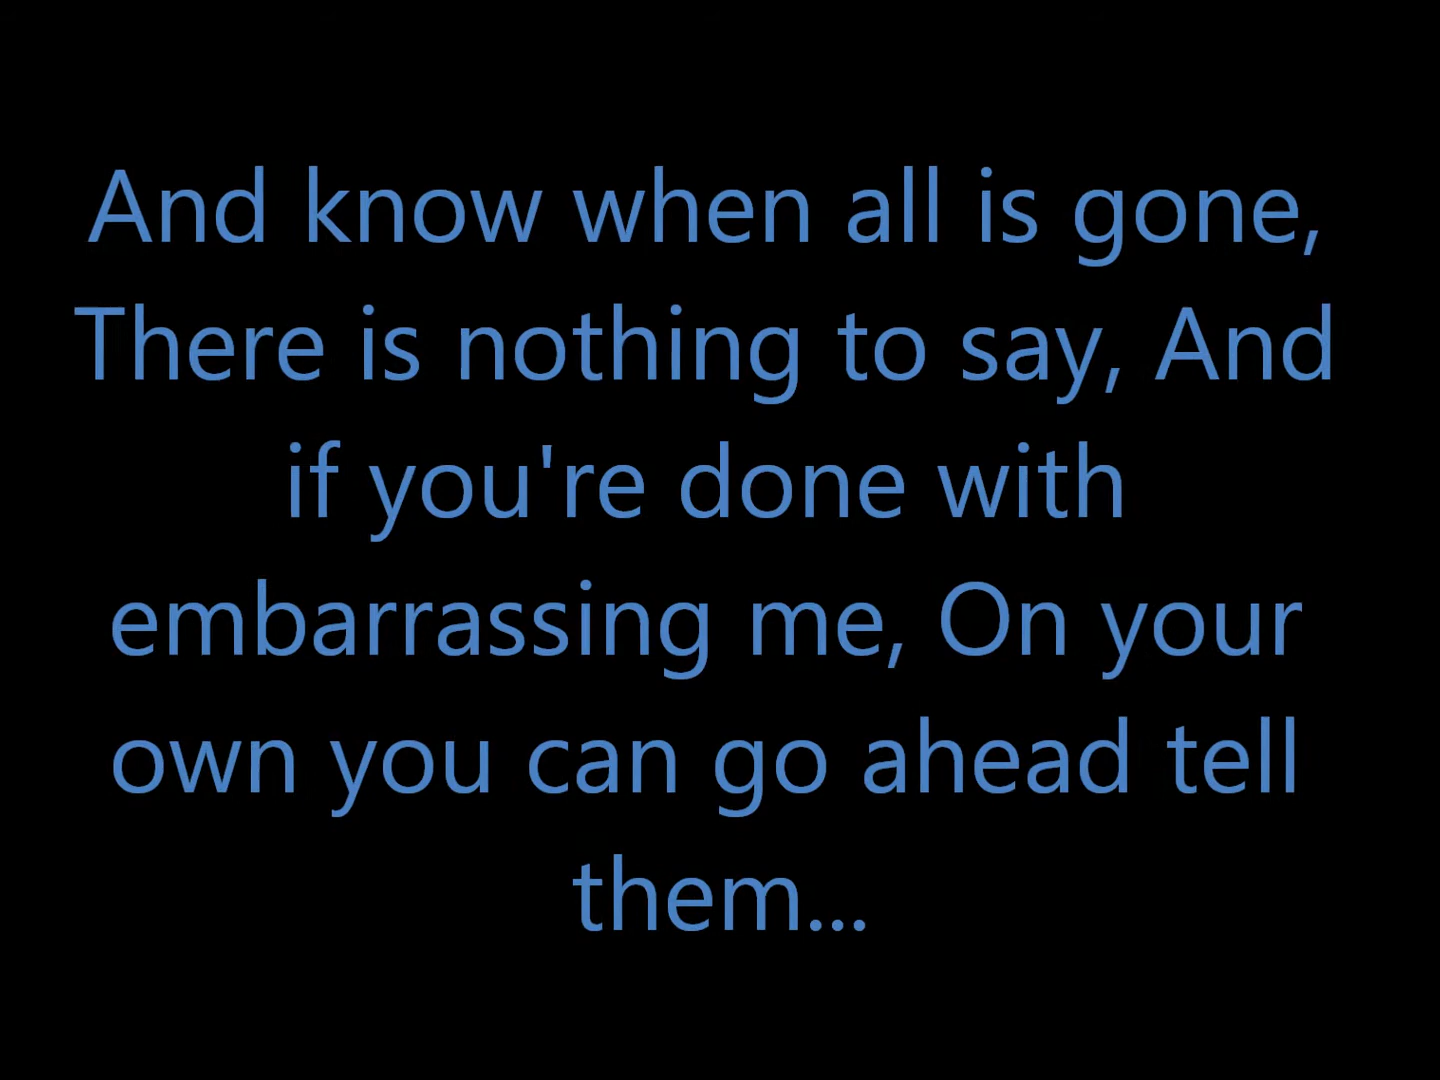 And know when all is gone,
There is nothing to say, And
if you're done with
embarrassing me, On your
own you can go ahead tell
them...